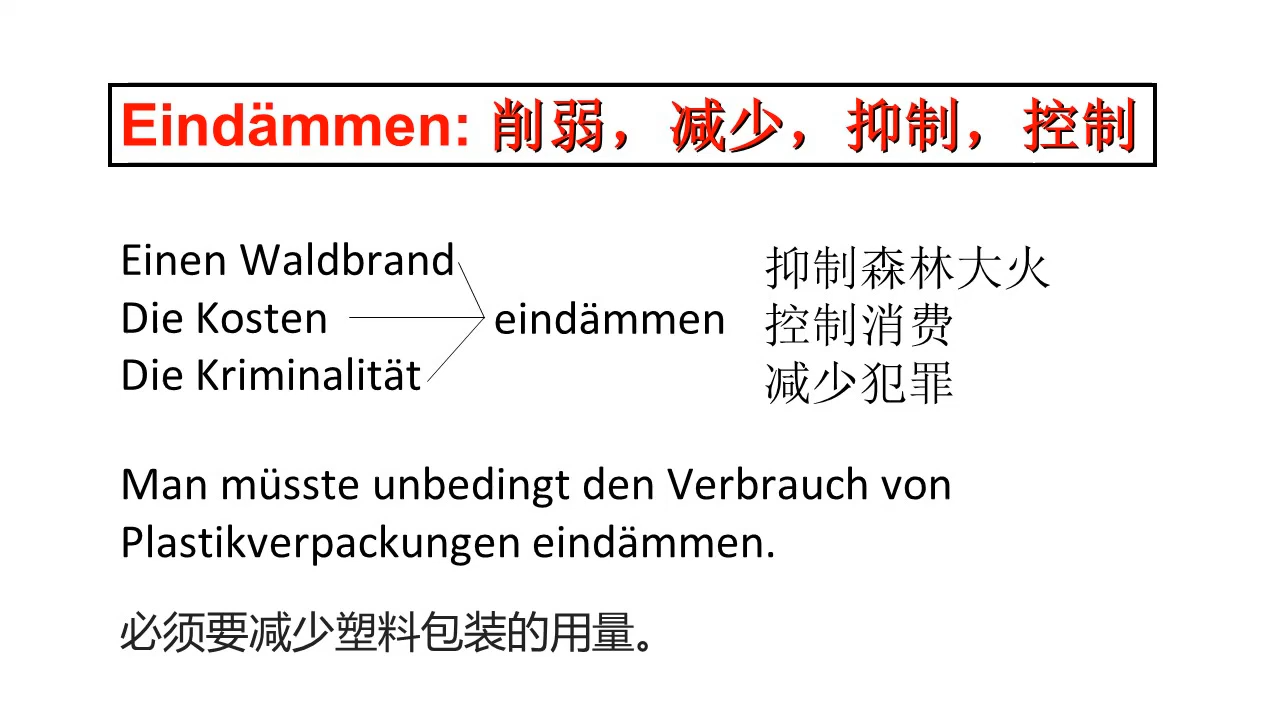 Eindämmen: 削弱，减少，抑制，控制
Einen Waldbrand
Die Kosten
Die Kriminalität
eindämmen
抑制森林大火
控制消费
减少犯罪
Man müsste unbedingt den Verbrauch von
Plastikverpackungen eindämmen.
必须要减少塑料包装的用量。